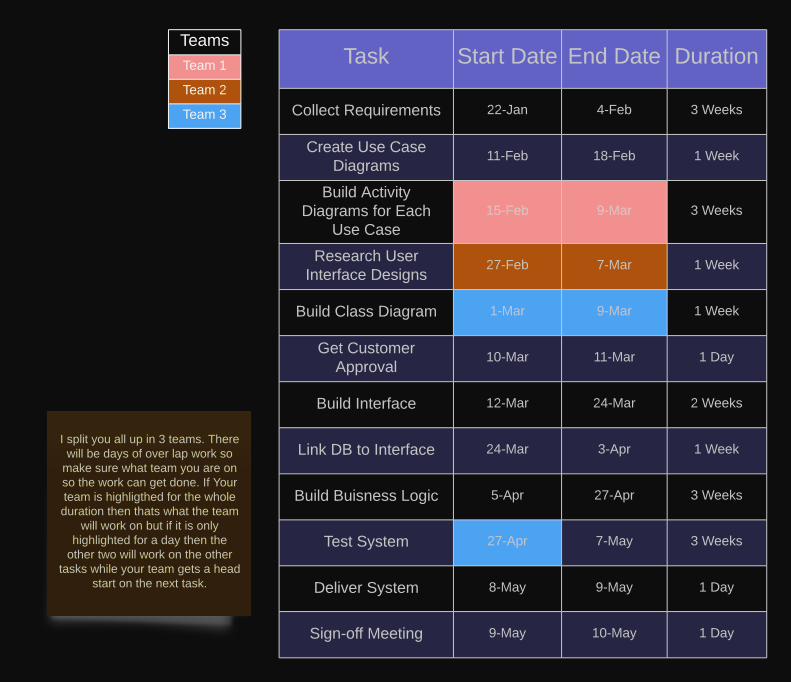 Teams
Team 1
Team 2
Team 3
Task Start Date End Date Duration
Collect Requirements 22-Jan 4-Feb 3 Weeks
Create Use Case
Diagrams 11-Feb 18-Feb 1 Week
Build Activity
Diagrams for Each
Use Case 15-Feb 9-Mar 3 Weeks
Research User
Interface Designs 27-Feb 7-Mar 1 Week
Build Class Diagram 1-Mar 9-Mar 1 Week
Get Customer
Approval 10-Mar 11-Mar 1 Day
Build Interface 12-Mar 24-Mar 2 Weeks
Link DB to Interface 24-Mar 3-Apr 1 Week
Build Buisness Logic 5-Apr 27-Apr 3 Weeks
Test System 27-Apr 7-May 3 Weeks
Deliver System 8-May 9-May 1 Day
Sign-off Meeting 9-May 10-May 1 Day
I split you all up in 3 teams. There
will be days of over lap work so
make sure what team you are on
so the work can get done. If Your
team is highligthed for the whole
duration then thats what the team
will work on but if it is only
highlighted for a day then the
other two will work on the other
tasks while your team gets a head
start on the next task.